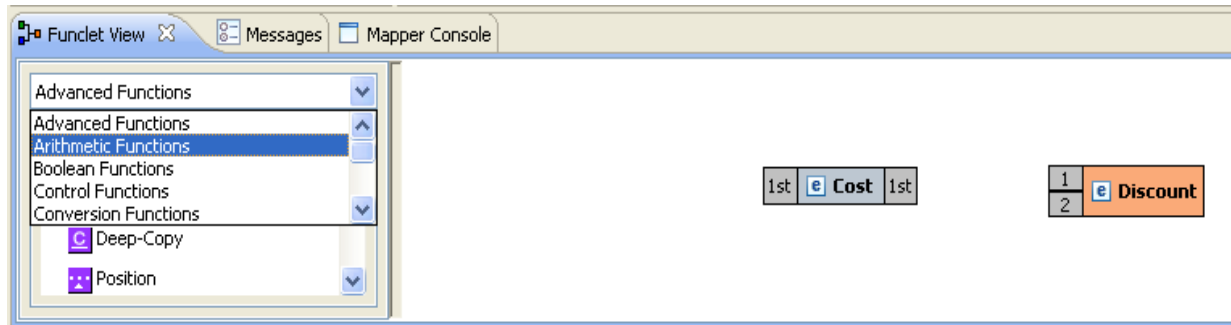 Funclet View Messages Mapper Console
Advanced Functions
Advanced Functions
Arithmetic Functions
Boolean Functions
Control Functions
Conversion Functions
C Deep-Copy
Position
1st e Cost 1st
1
2
e Discount